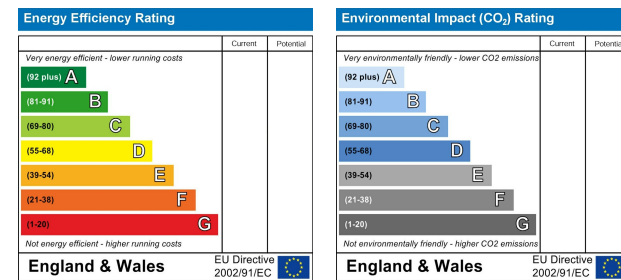 Energy Efficiency Rating
Current Potential
Very energy efficient - lower running costs
(92 plus) A
(81-91) B
(69-80) C
(55-68) D
(39-54) E
(21-38) F
(1-20) G
Not energy efficient - higher running costs
England & Wales
EU Directive
2002/91/EC
Environmental Impact (CO₂) Rating
Current Potential
Very environmentally friendly - lower CO2 emissions
(92 plus) A
(81-91) B
(69-80) C
(55-68) D
(39-54) E
(21-38) F
(1-20) G
Not environmentally friendly - higher CO2 emissions
England & Wales
EU Directive
2002/91/EC